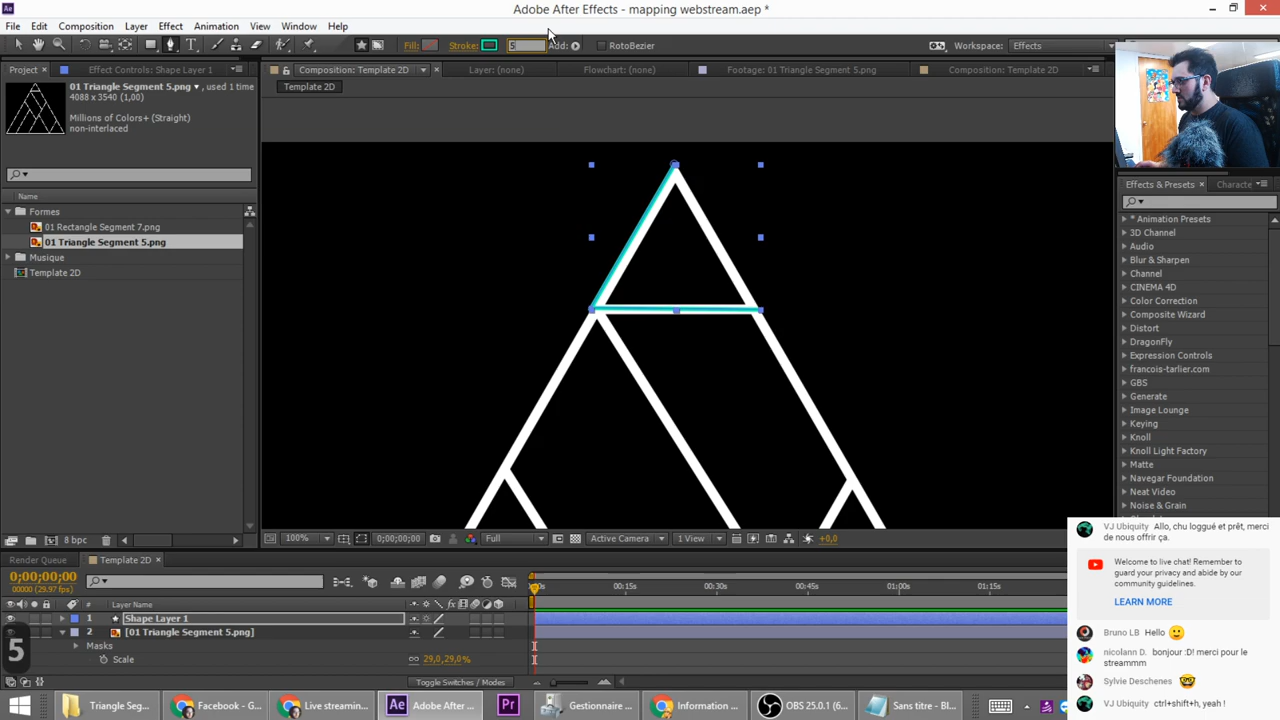 Adobe After Effects - mapping webstream.aep *
File Edit Composition Layer Effect Animation View Window Help
Fill: Stroke: 5 Add: RotoBezier Workspace: Effects
Project Effect Controls: Shape Layer 1
Composition: Template 2D Layer: (none) Flowchart: (none) Footage: 01 Triangle Segment 5.png Composition: Template 2D
Template 2D
01 Triangle Segment 5.png ▾, used 1 time
4088 x 3540 (1,00)
Millions of Colors+ (Straight)
non-interlaced
Name
Formes
01 Rectangle Segment 7.png
01 Triangle Segment 5.png
Musique
Template 2D
8 bpc
100% 0;00;00;00 Full Active Camera 1 View +0,0
Effects & Presets Characte
* Animation Presets
3D Channel
Audio
Blur & Sharpen
Channel
CINEMA 4D
Color Correction
Composite Wizard
Distort
DragonFly
Expression Controls
francois-tarlier.com
GBS
Generate
Image Lounge
Keying
Knoll
Knoll Light Factory
Matte
Navegar Foundation
Neat Video
Noise & Grain
Render Queue Template 2D
0;00;00;00
00000 (29.97 fps)
00:15s 00:30s 00:45s 01:00s 01:15s
# Layer Name
1 Shape Layer 1
2 [01 Triangle Segment 5.png]
Masks
Scale 29,0,29,0%
Toggle Switches / Modes
5
VJ Ubiquity Allo, chu loggué et prêt, merci
de nous offrir ça.
Welcome to live chat! Remember to
guard your privacy and abide by our
community guidelines.
LEARN MORE
Bruno LB Hello
nicolann D. bonjour :D! merci pour le
streammm
Sylvie Deschenes
VJ Ubiquity ctrl+shift+h, yeah !
Triangle Seg... Facebook - G... Live streamin... Adobe After ... Gestionnaire ... Information ... OBS 25.0.1 (6... Sans titre - Bl...